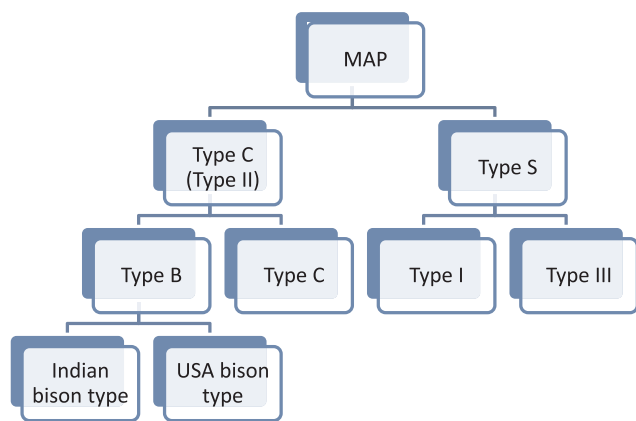 MAP
Type C
(Type II)
Type S
Type B
Type C
Type I
Type III
Indian
bison type
USA bison
type